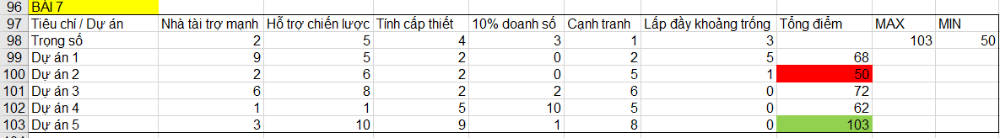 96 BÀI 7
97 Tiêu chí / Dự án Nhà tài trợ mạnh Hỗ trợ chiến lược Tính cấp thiết 10% doanh số Cạnh tranh Lấp đầy khoảng trống Tổng điểm MAX MIN
98 Trọng số 2 5 4 3 1 3 103 50
99 Dự án 1 9 5 2 0 2 5 68
100 Dự án 2 2 6 2 0 5 1 50
101 Dự án 3 6 8 2 2 6 0 72
102 Dự án 4 1 1 5 10 5 0 62
103 Dự án 5 3 10 9 1 8 0 103